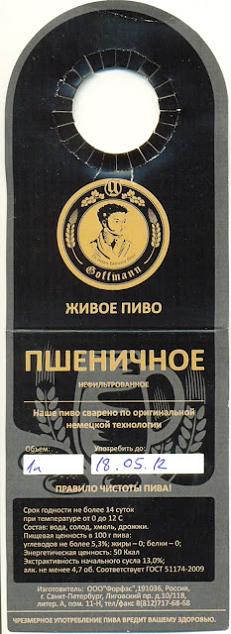 Gottmann
ЖИВОЕ ПИВО
ПШЕНИЧНОЕ
НЕФИЛЬТРОВАННОЕ
Наше пиво сварено по оригинальной
немецкой технологии
Объем: Употребить до:
1л 18.05.12
ПРАВИЛО ЧИСТОТЫ ПИВА!
Срок годности не более 14 суток
при температуре от 0 до 12 С
Состав: вода, солод, хмель, дрожжи.
Пищевая ценность в 100 г пива:
углеводов не более 5,3%; жиры – 0; белки – 0;
Энергетическая ценность: 50 Ккал
Экстрактивность начального сусла 13,0%;
алк. не менее 4,7 об. Соответствует ГОСТ 51174-2009
Изготовитель: ООО"Форвас",191036, Россия,
г. Санкт-Петербург, Лиговский пр. д.10/118,
литер. А, пом. 11-Н, тел/факс 8(812)717-68-68
ЧРЕЗМЕРНОЕ УПОТРЕБЛЕНИЕ ПИВА ВРЕДИТ ВАШЕМУ ЗДОРОВЬЮ.